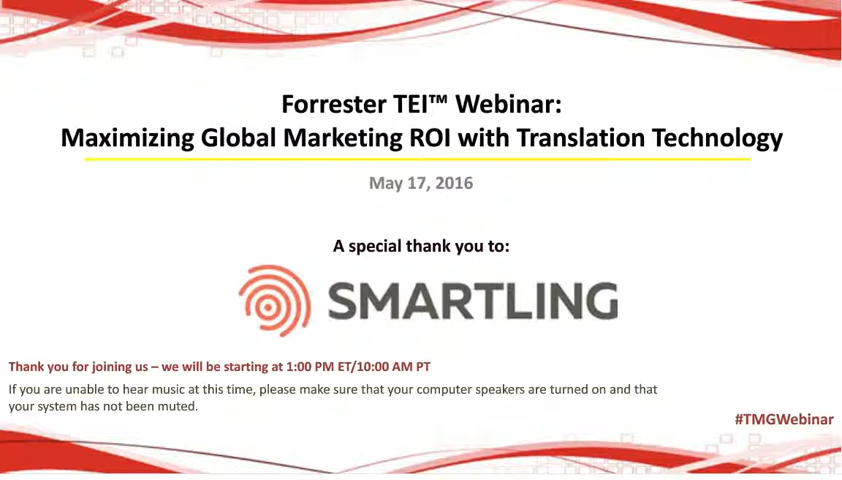 Forrester TEI™ Webinar:
Maximizing Global Marketing ROI with Translation Technology
May 17, 2016
A special thank you to:
SMARTLING
Thank you for joining us – we will be starting at 1:00 PM ET/10:00 AM PT
If you are unable to hear music at this time, please make sure that your computer speakers are turned on and that
your system has not been muted.
#TMGWebinar